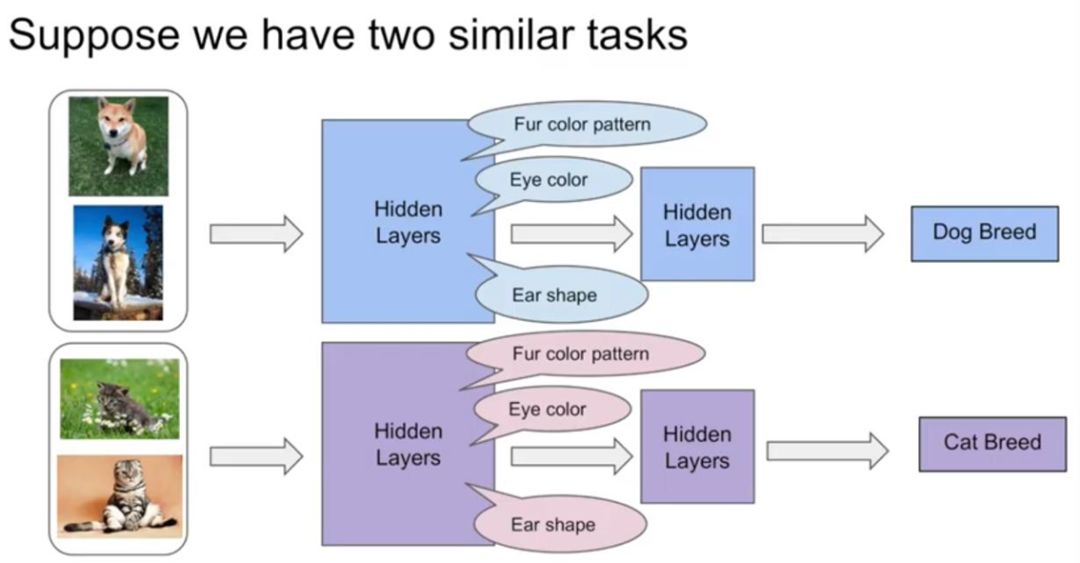 Suppose we have two similar tasks
Fur color pattern
Eye color
Hidden
Layers
Hidden
Layers
Dog Breed
Ear shape
Fur color pattern
Eye color
Hidden
Layers
Hidden
Layers
Cat Breed
Ear shape